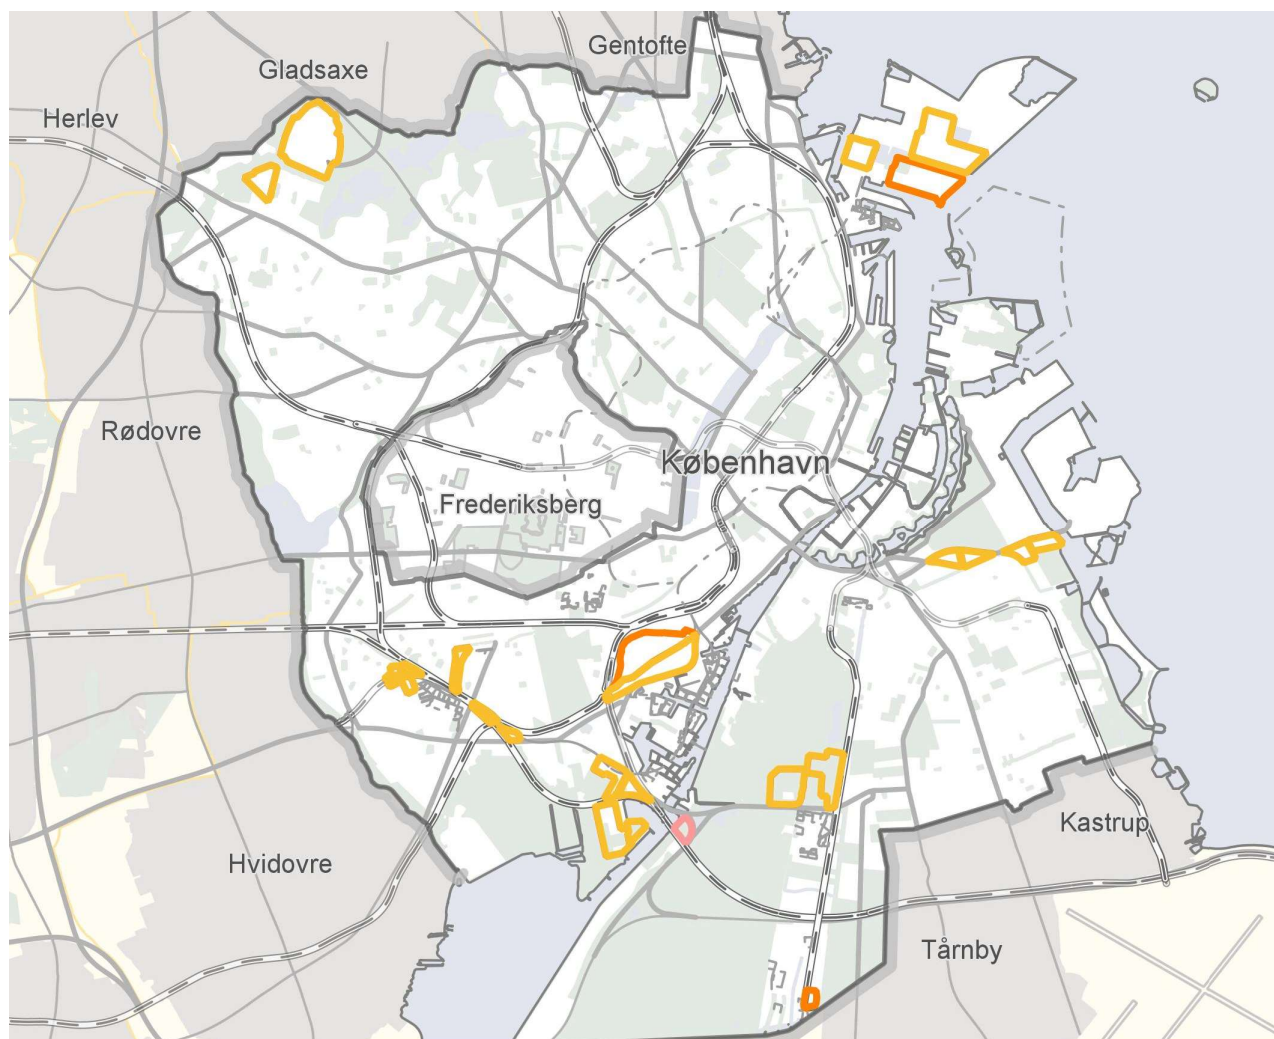 Gentofte
Gladsaxe
Herlev
Rødovre
København
Frederiksberg
Kastrup
Hvidovre
Tårnby